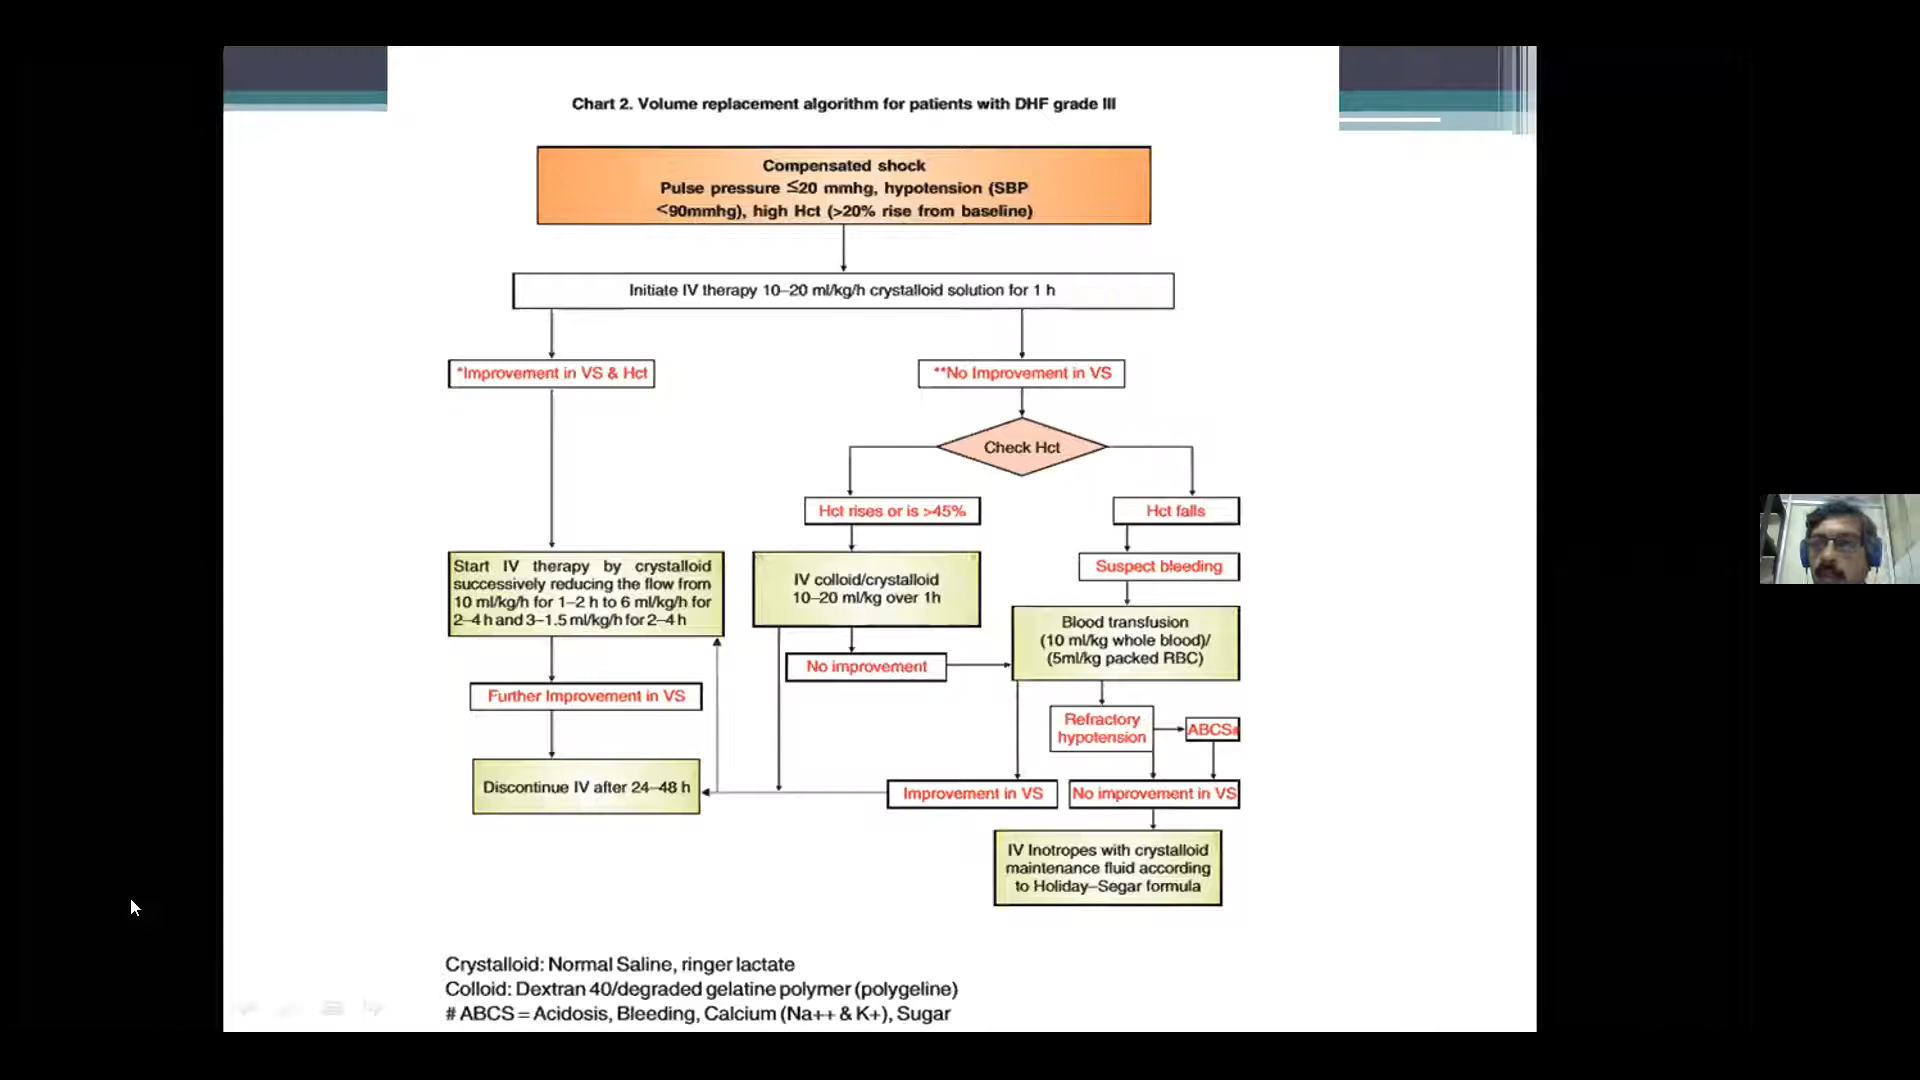 Chart 2. Volume replacement algorithm for patients with DHF grade III
Compensated shock
Pulse pressure ≤20 mmhg, hypotension (SBP
<90mmhg), high Hct (>20% rise from baseline)
Initiate IV therapy 10–20 ml/kg/h crystalloid solution for 1 h
*Improvement in VS & Hct
**No Improvement in VS
Check Hct
Hct rises or is >45%
Hct falls
Suspect bleeding
Start IV therapy by crystalloid
successively reducing the flow from
10 ml/kg/h for 1–2 h to 6 ml/kg/h for
2–4 h and 3–1.5 ml/kg/h for 2–4 h
IV colloid/crystalloid
10–20 ml/kg over 1h
Blood transfusion
(10 ml/kg whole blood)/
(5ml/kg packed RBC)
No improvement
Further Improvement in VS
Refractory
hypotension
ABCS#
Discontinue IV after 24–48 h
Improvement in VS
No improvement in VS
IV Inotropes with crystalloid
maintenance fluid according
to Holiday–Segar formula
Crystalloid: Normal Saline, ringer lactate
Colloid: Dextran 40/degraded gelatine polymer (polygeline)
# ABCS = Acidosis, Bleeding, Calcium (Na++ & K+), Sugar